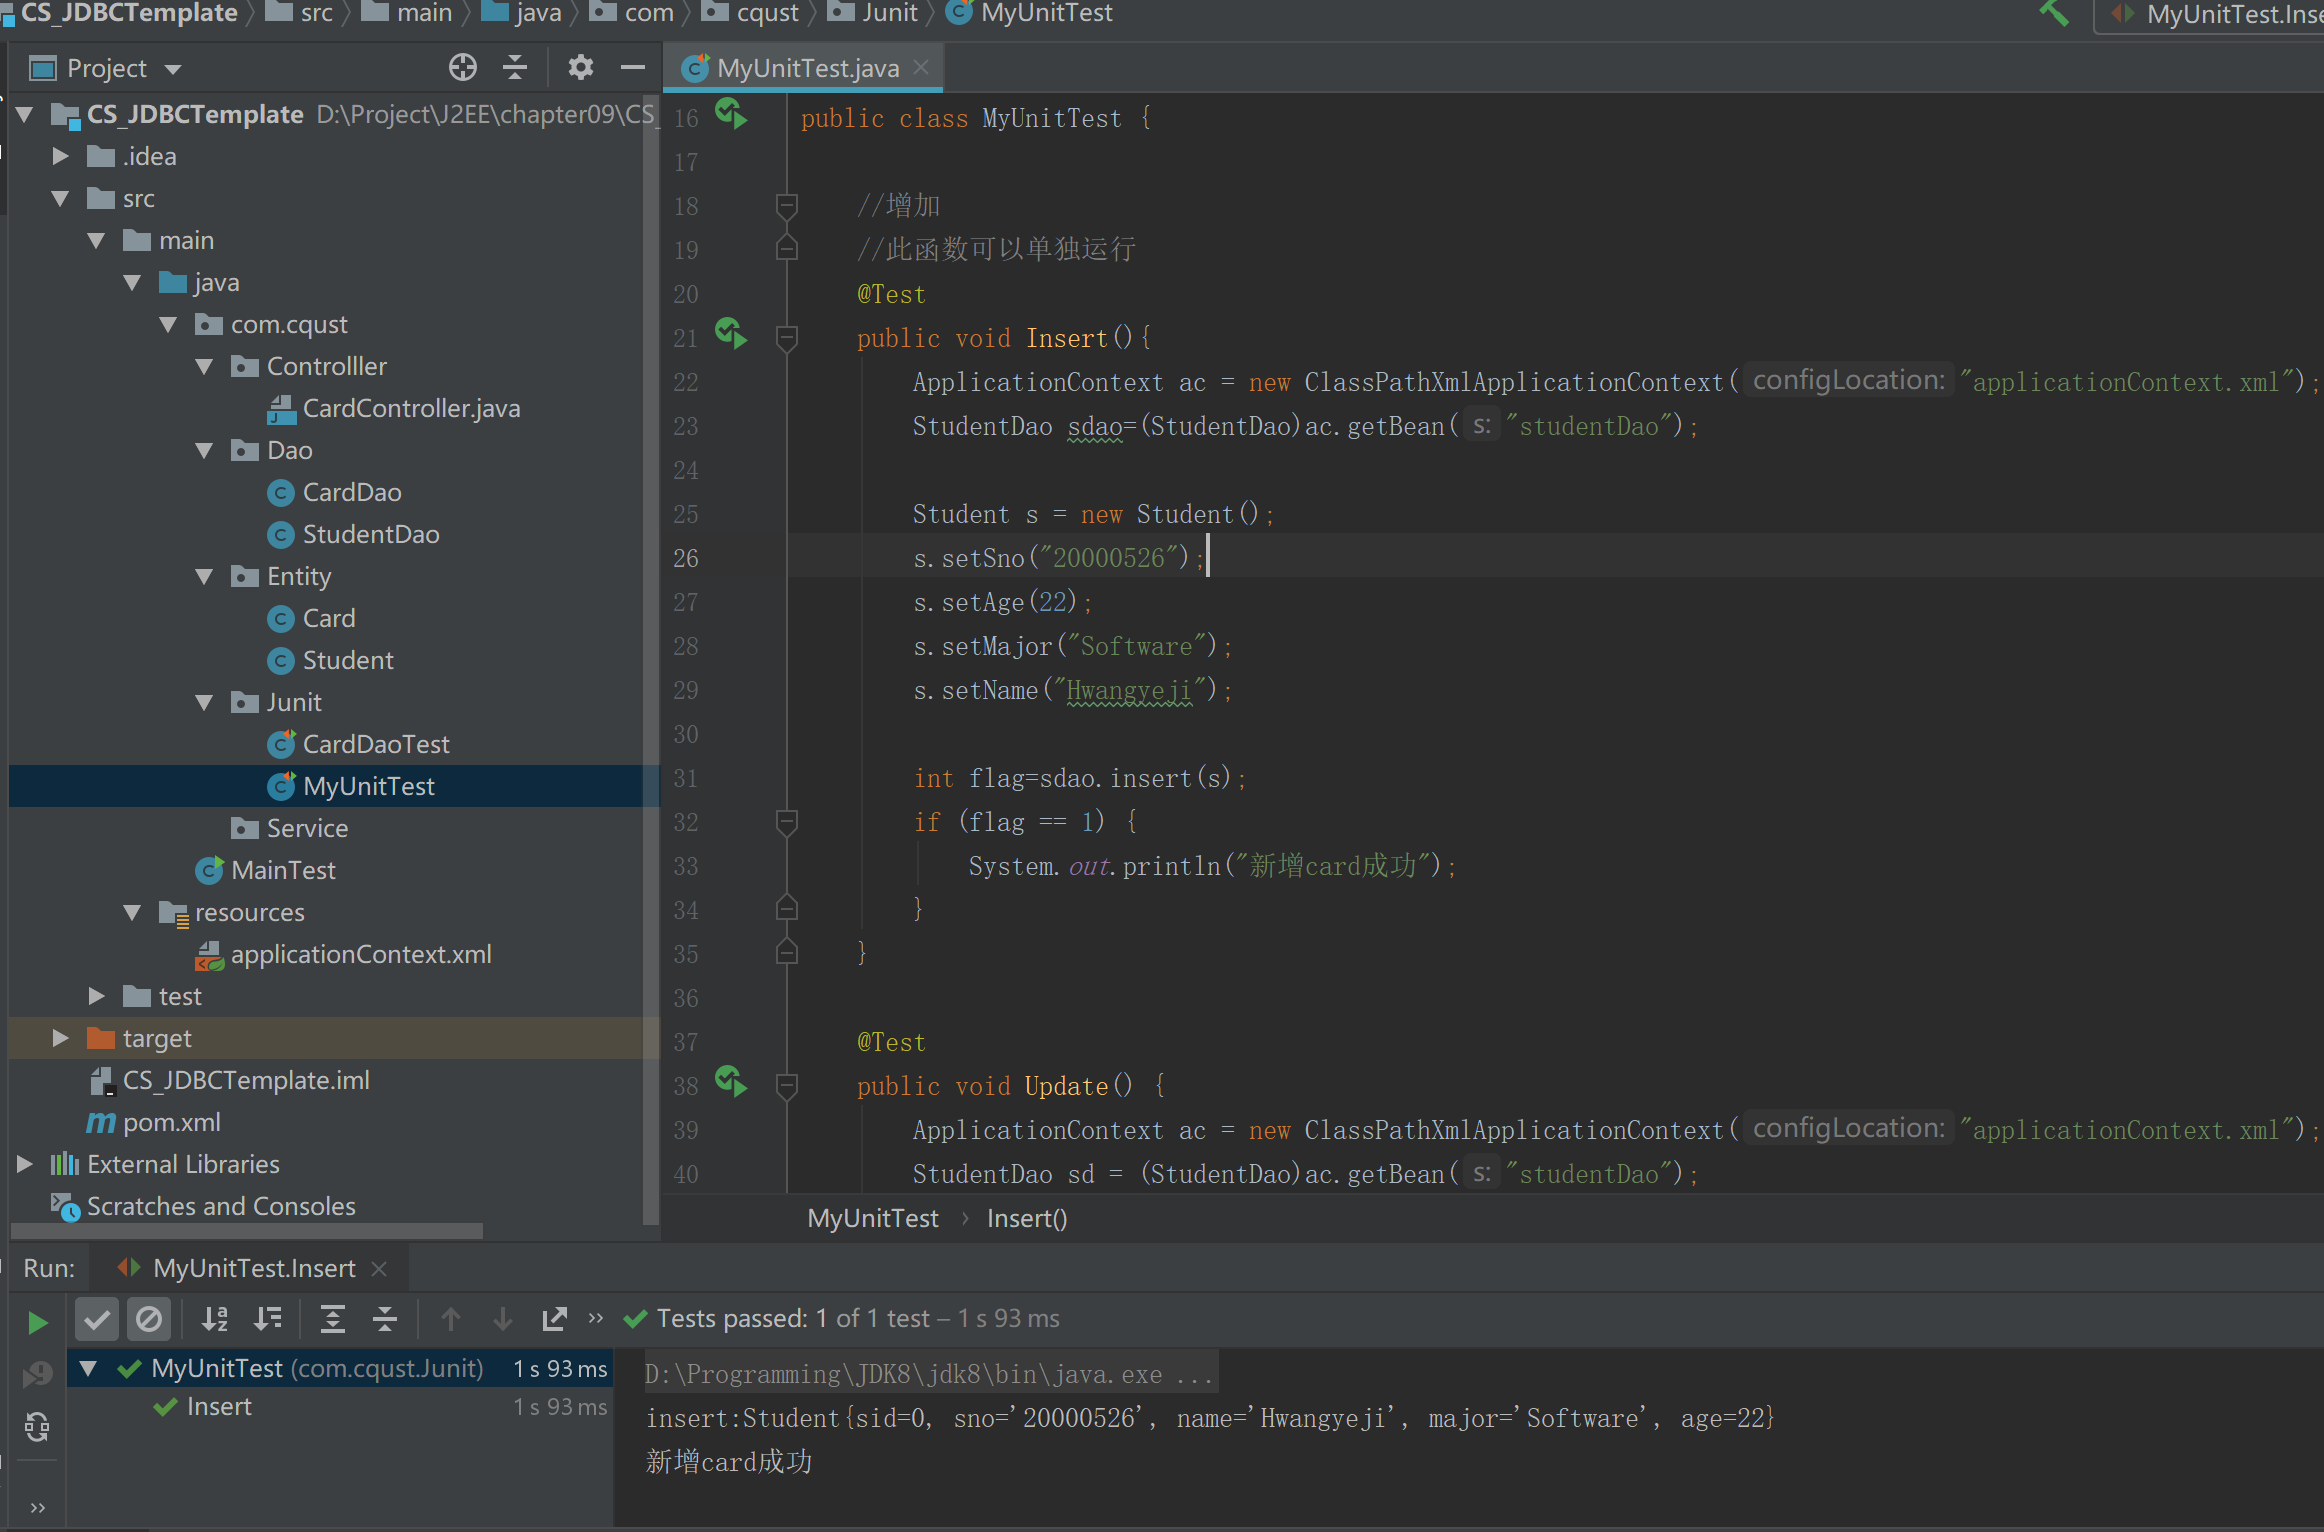 CS_JDBCTemplate src main java com cqust Junit MyUnitTest
Project
MyUnitTest.java
CS_JDBCTemplate D:\Project\J2EE\chapter09\CS_
.idea
src
main
java
com.cqust
Controlller
CardController.java
Dao
CardDao
StudentDao
Entity
Card
Student
Junit
CardDaoTest
MyUnitTest
Service
MainTest
resources
applicationContext.xml
test
target
CS_JDBCTemplate.iml
pom.xml
External Libraries
Scratches and Consoles
16 public class MyUnitTest {
17
18 //增加
19 //此函数可以单独运行
20 @Test
21 public void Insert(){
22 ApplicationContext ac = new ClassPathXmlApplicationContext( configLocation: "applicationContext.xml");
23 StudentDao sdao=(StudentDao)ac.getBean( s: "studentDao");
24
25 Student s = new Student();
26 s.setSno("20000526");
27 s.setAge(22);
28 s.setMajor("Software");
29 s.setName("Hwangyeji");
30
31 int flag=sdao.insert(s);
32 if (flag == 1) {
33 System.out.println("新增card成功");
34 }
35 }
36
37 @Test
38 public void Update() {
39 ApplicationContext ac = new ClassPathXmlApplicationContext( configLocation: "applicationContext.xml");
40 StudentDao sd = (StudentDao)ac.getBean( s: "studentDao");
MyUnitTest › Insert()
Run: MyUnitTest.Insert
» Tests passed: 1 of 1 test – 1 s 93 ms
MyUnitTest (com.cqust.Junit) 1 s 93 ms
Insert 1 s 93 ms
D:\Programming\JDK8\jdk8\bin\java.exe ...
insert:Student{sid=0, sno='20000526', name='Hwangyeji', major='Software', age=22}
新增card成功